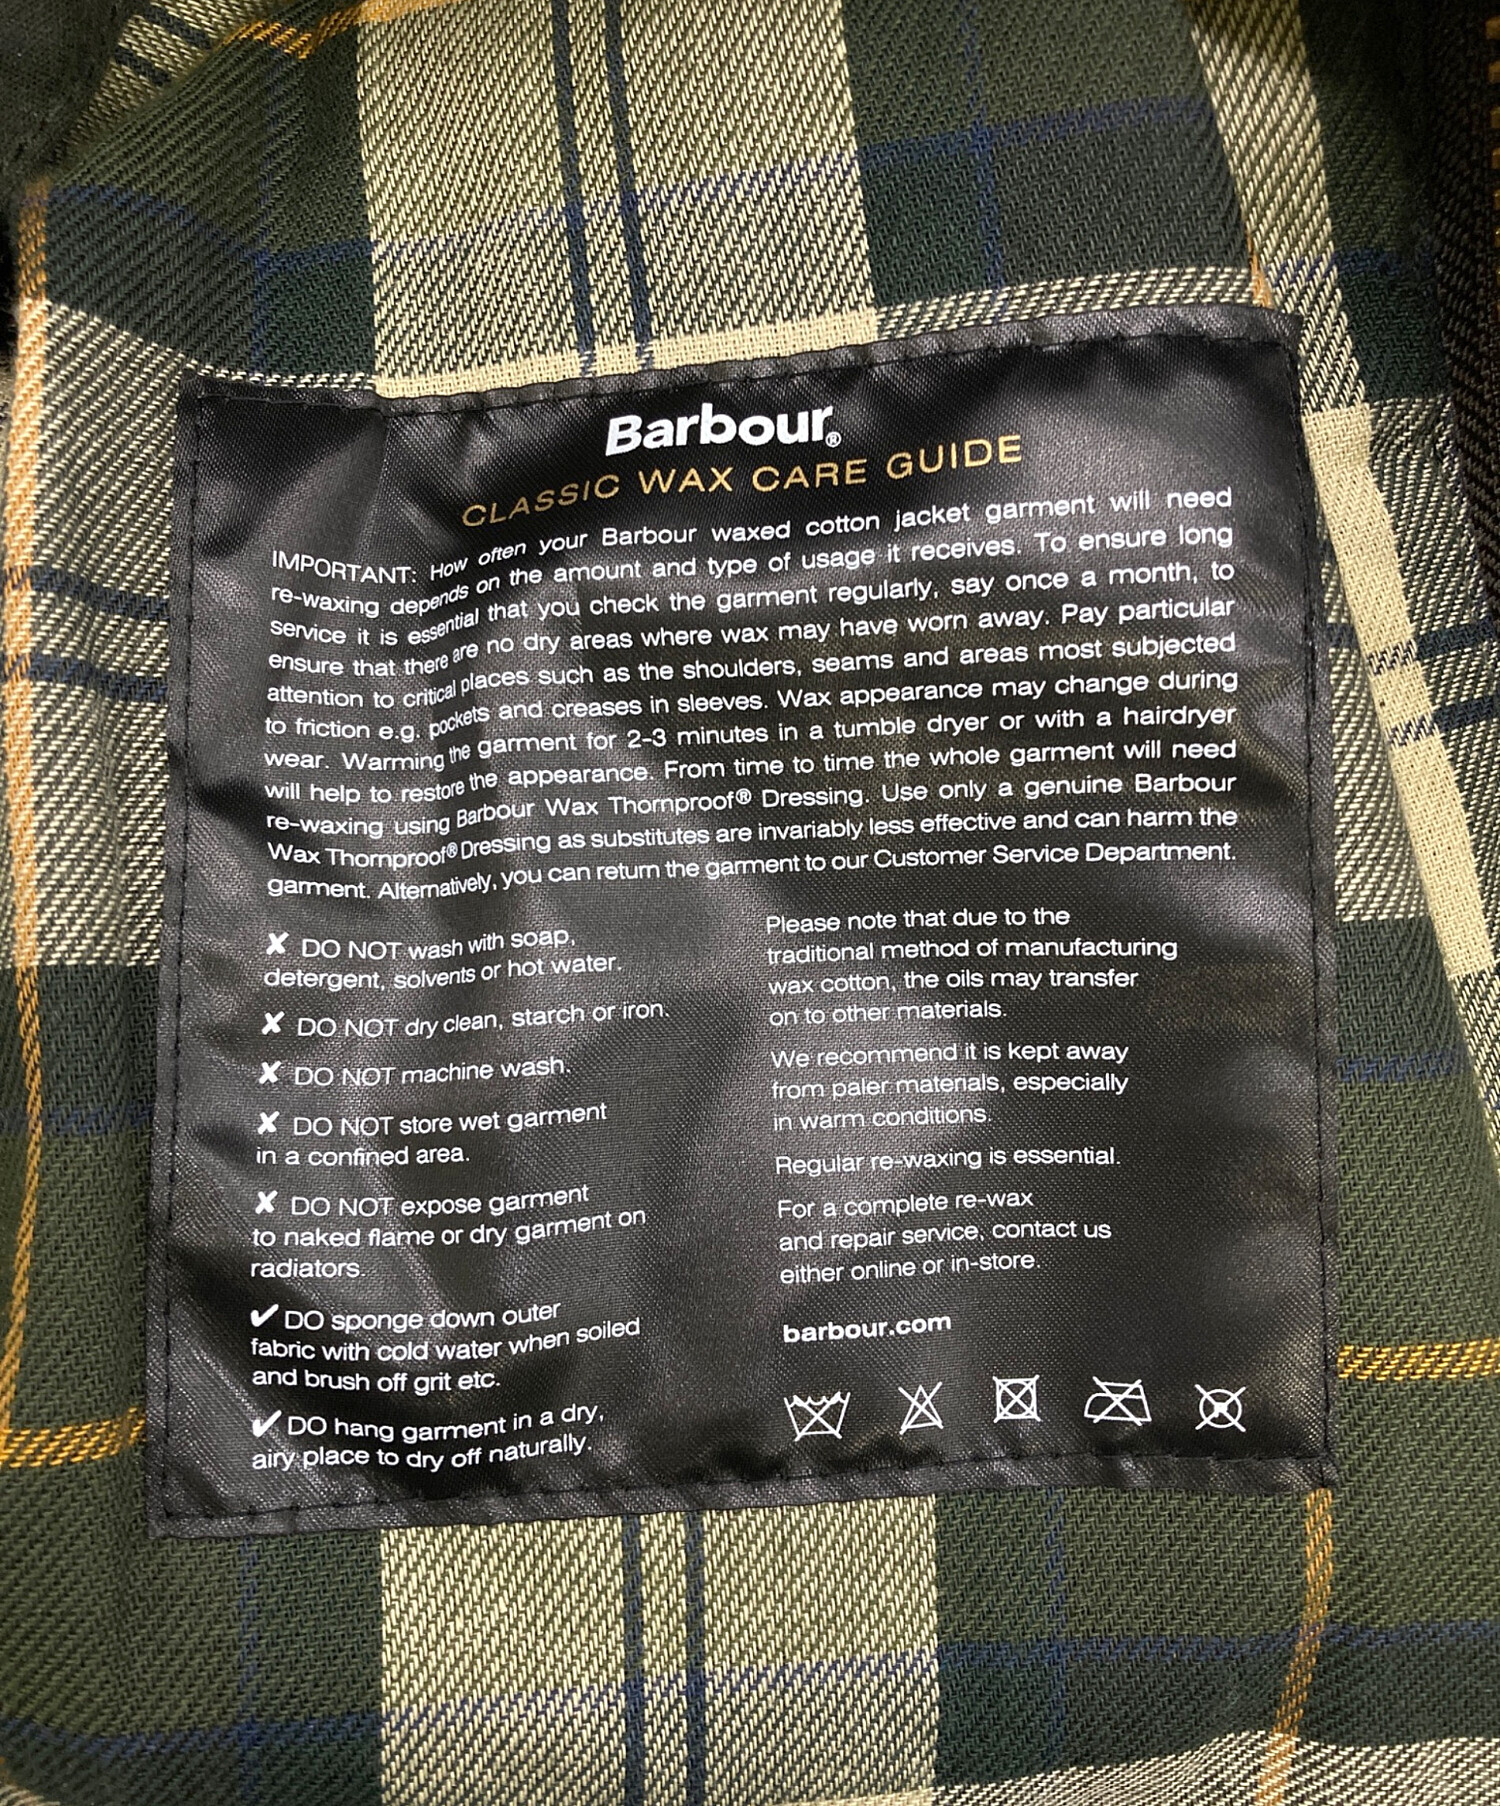 Barbour®
CLASSIC WAX CARE GUIDE
IMPORTANT: How often your Barbour waxed cotton jacket garment will need
re-waxing depends on the amount and type of usage it receives. To ensure long
service it is essential that you check the garment regularly, say once a month, to
ensure that there are no dry areas where wax may have worn away. Pay particular
attention to critical places such as the shoulders, seams and areas most subjected
to friction e.g. pockets and creases in sleeves. Wax appearance may change during
wear. Warming the garment for 2-3 minutes in a tumble dryer or with a hairdryer
will help to restore the appearance. From time to time the whole garment will need
re-waxing using Barbour Wax Thornproof® Dressing. Use only a genuine Barbour
Wax Thornproof® Dressing as substitutes are invariably less effective and can harm the
garment. Alternatively, you can return the garment to our Customer Service Department.
✘ DO NOT wash with soap,
detergent, solvents or hot water.
✘ DO NOT dry clean, starch or iron.
✘ DO NOT machine wash.
✘ DO NOT store wet garment
in a confined area.
✘ DO NOT expose garment
to naked flame or dry garment on
radiators.
✔ DO sponge down outer
fabric with cold water when soiled
and brush off grit etc.
✔ DO hang garment in a dry,
airy place to dry off naturally.
Please note that due to the
traditional method of manufacturing
wax cotton, the oils may transfer
on to other materials.
We recommend it is kept away
from paler materials, especially
in warm conditions.
Regular re-waxing is essential.
For a complete re-wax
and repair service, contact us
either online or in-store.
barbour.com